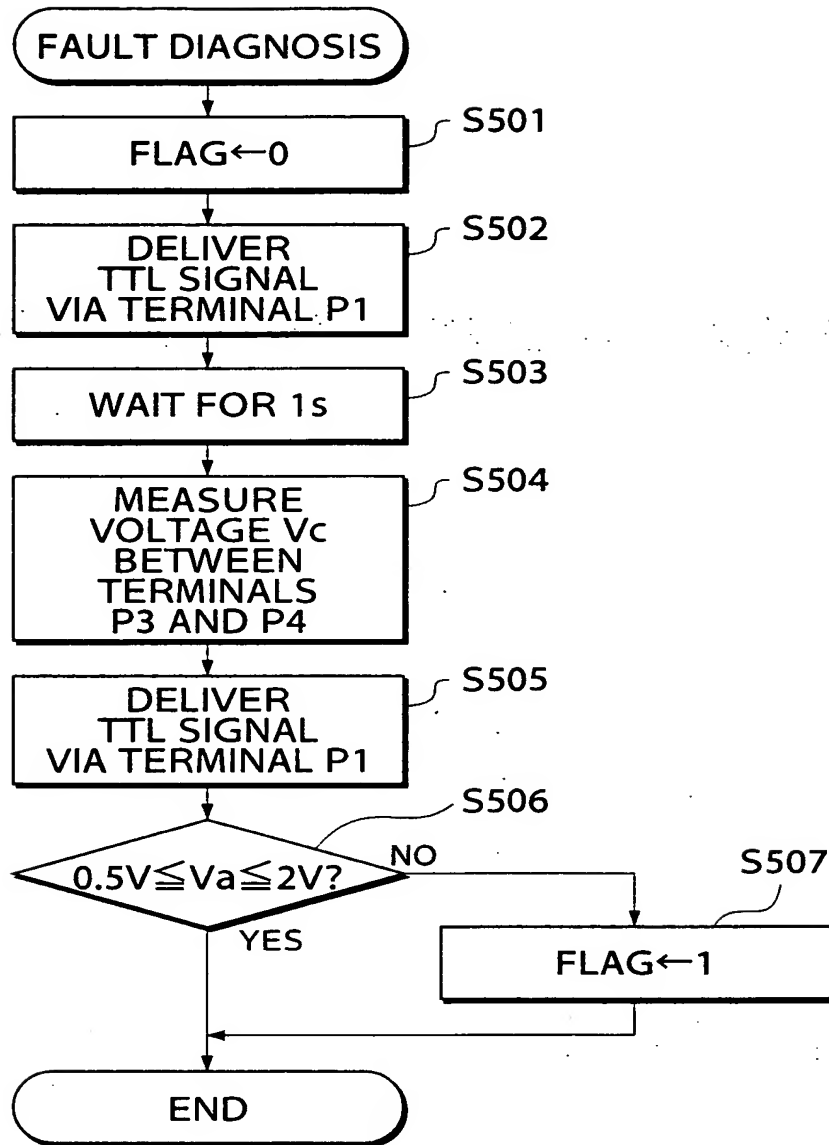 FAULT DIAGNOSIS
S501
FLAG←0
S502
DELIVER
TTL SIGNAL
VIA TERMINAL P1
S503
WAIT FOR 1s
S504
MEASURE
VOLTAGE Vc
BETWEEN
TERMINALS
P3 AND P4
S505
DELIVER
TTL SIGNAL
VIA TERMINAL P1
S506
0.5V≦Va≦2V?
NO
YES
S507
FLAG←1
END